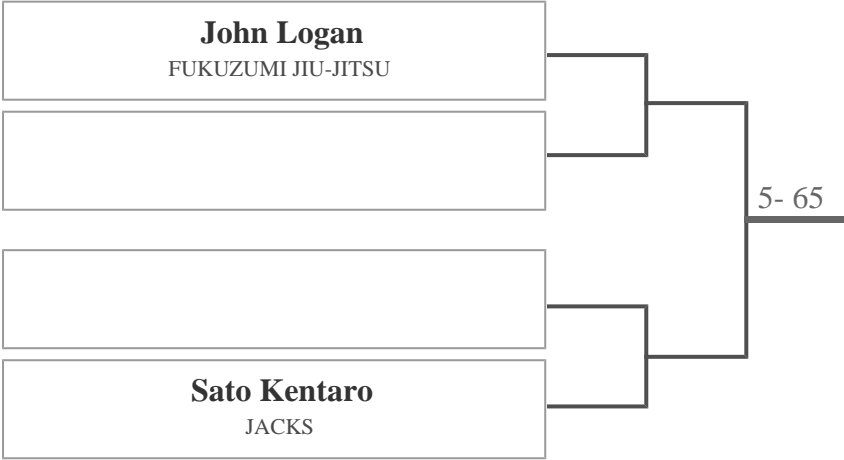 John Logan
FUKUZUMI JIU-JITSU
5- 65
Sato Kentaro
JACKS